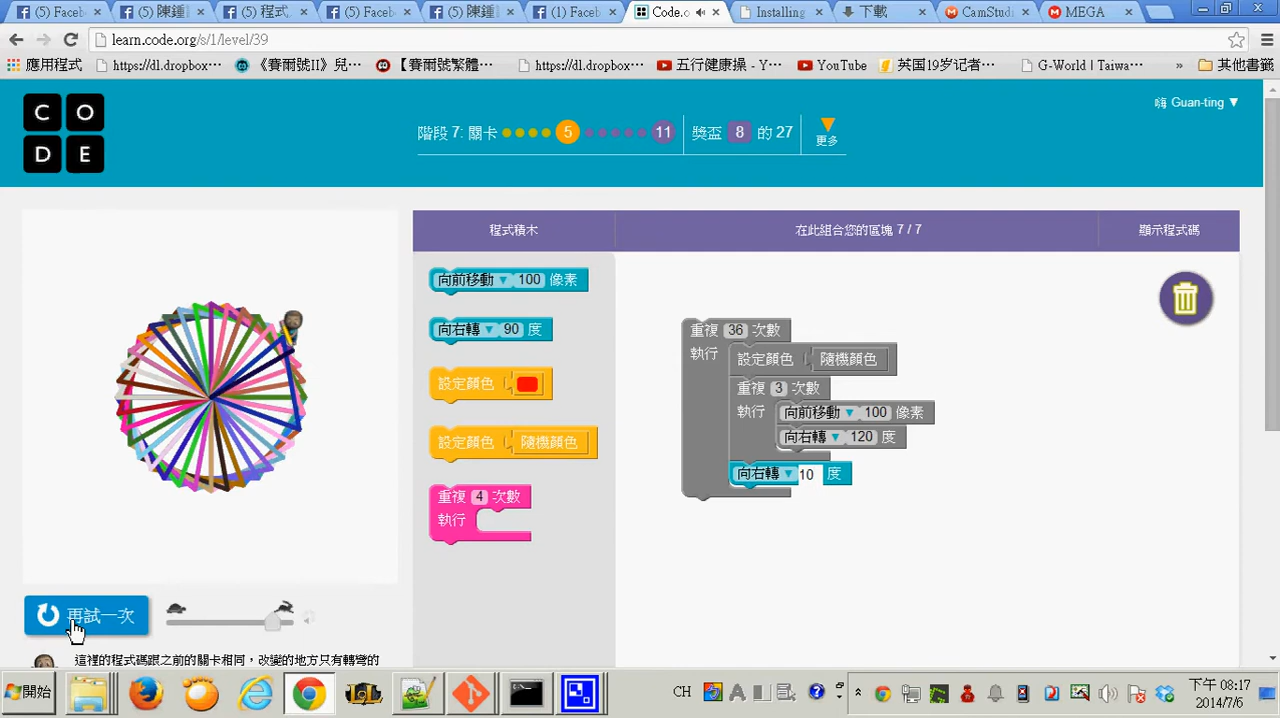 (5) Faceb
(5) 陳鍾
(5) 程式
(5) Faceb
(5) 陳鍾
(1) Faceb
Code.o
Installing
下載
CamStudi
MEGA
learn.code.org/s/1/level/39
應用程式
https://dl.dropbox…
《賽爾號II》兒…
【賽爾號繁體…
https://dl.dropbox…
五行健康操 - Y…
YouTube
英国19岁记者…
G-World | Taiwa…
»
其他書籤
C O
D E
階段 7: 關卡
5
11
獎盃 8 的 27
更多
嗨 Guan-ting ▼
程式積木
在此組合您的區塊 7 / 7
顯示程式碼
向前移動 100 像素
向右轉 90 度
設定顏色
設定顏色 隨機顏色
重複 4 次數
執行
重複 36 次數
執行
設定顏色 隨機顏色
重複 3 次數
執行
向前移動 100 像素
向右轉 120 度
向右轉 10 度
再試一次
這裡的程式碼跟之前的關卡相同，改變的地方只有轉彎的
開始
CH
下午 08:17
2014/7/6